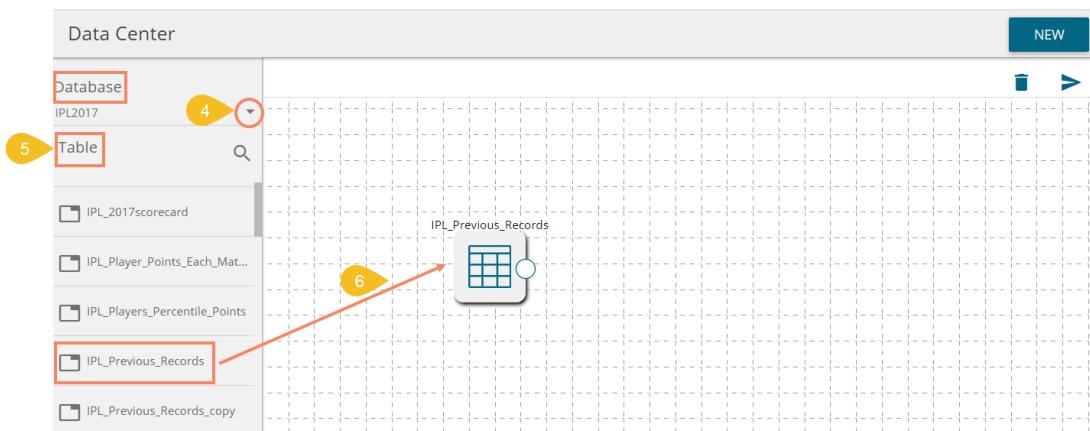 Data Center
NEW
Database
IPL2017
4
5
Table
IPL_2017scorecard
IPL_Previous_Records
IPL_Player_Points_Each_Mat...
6
IPL_Players_Percentile_Points
IPL_Previous_Records
IPL_Previous_Records_copy